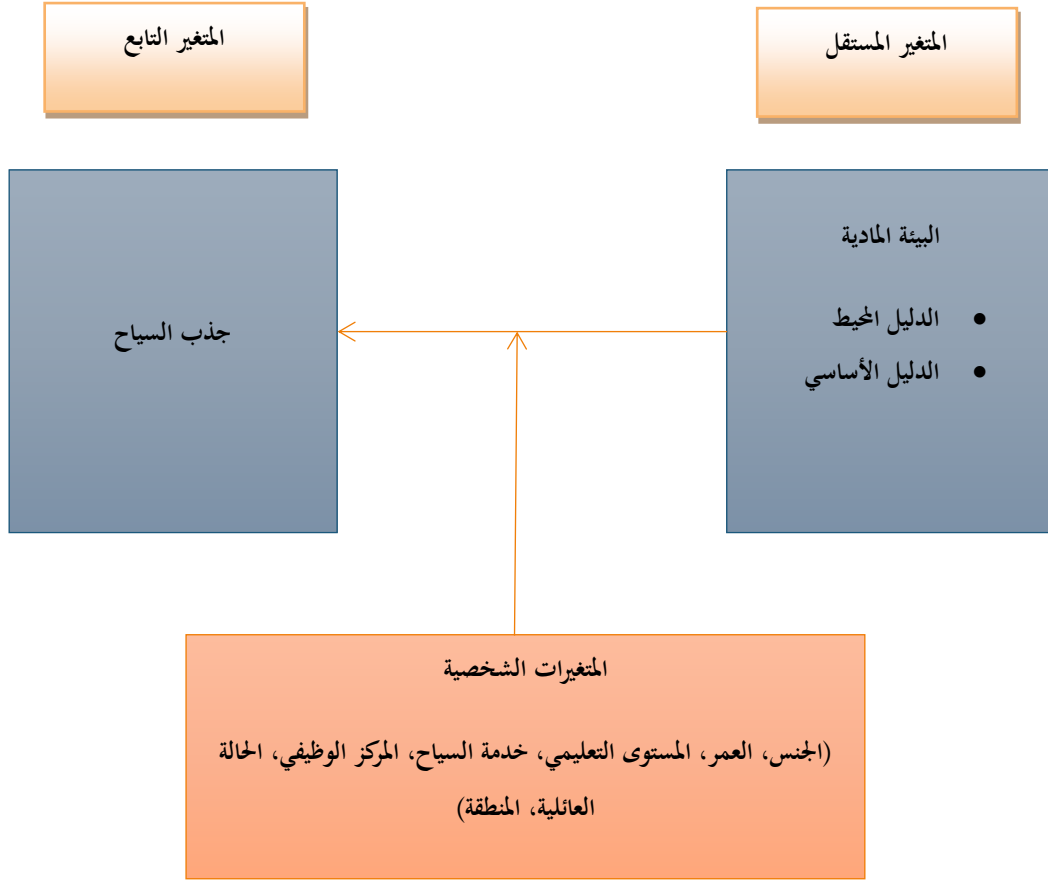 المتغير المستقل
المتغير التابع
البيئة المادية
• الدليل المحيط
• الدليل الأساسي
جذب السياح
المتغيرات الشخصية
(الجنس، العمر، المستوى التعليمي، خدمة السياح، المركز الوظيفي، الحالة
العائلية، المنطقة)